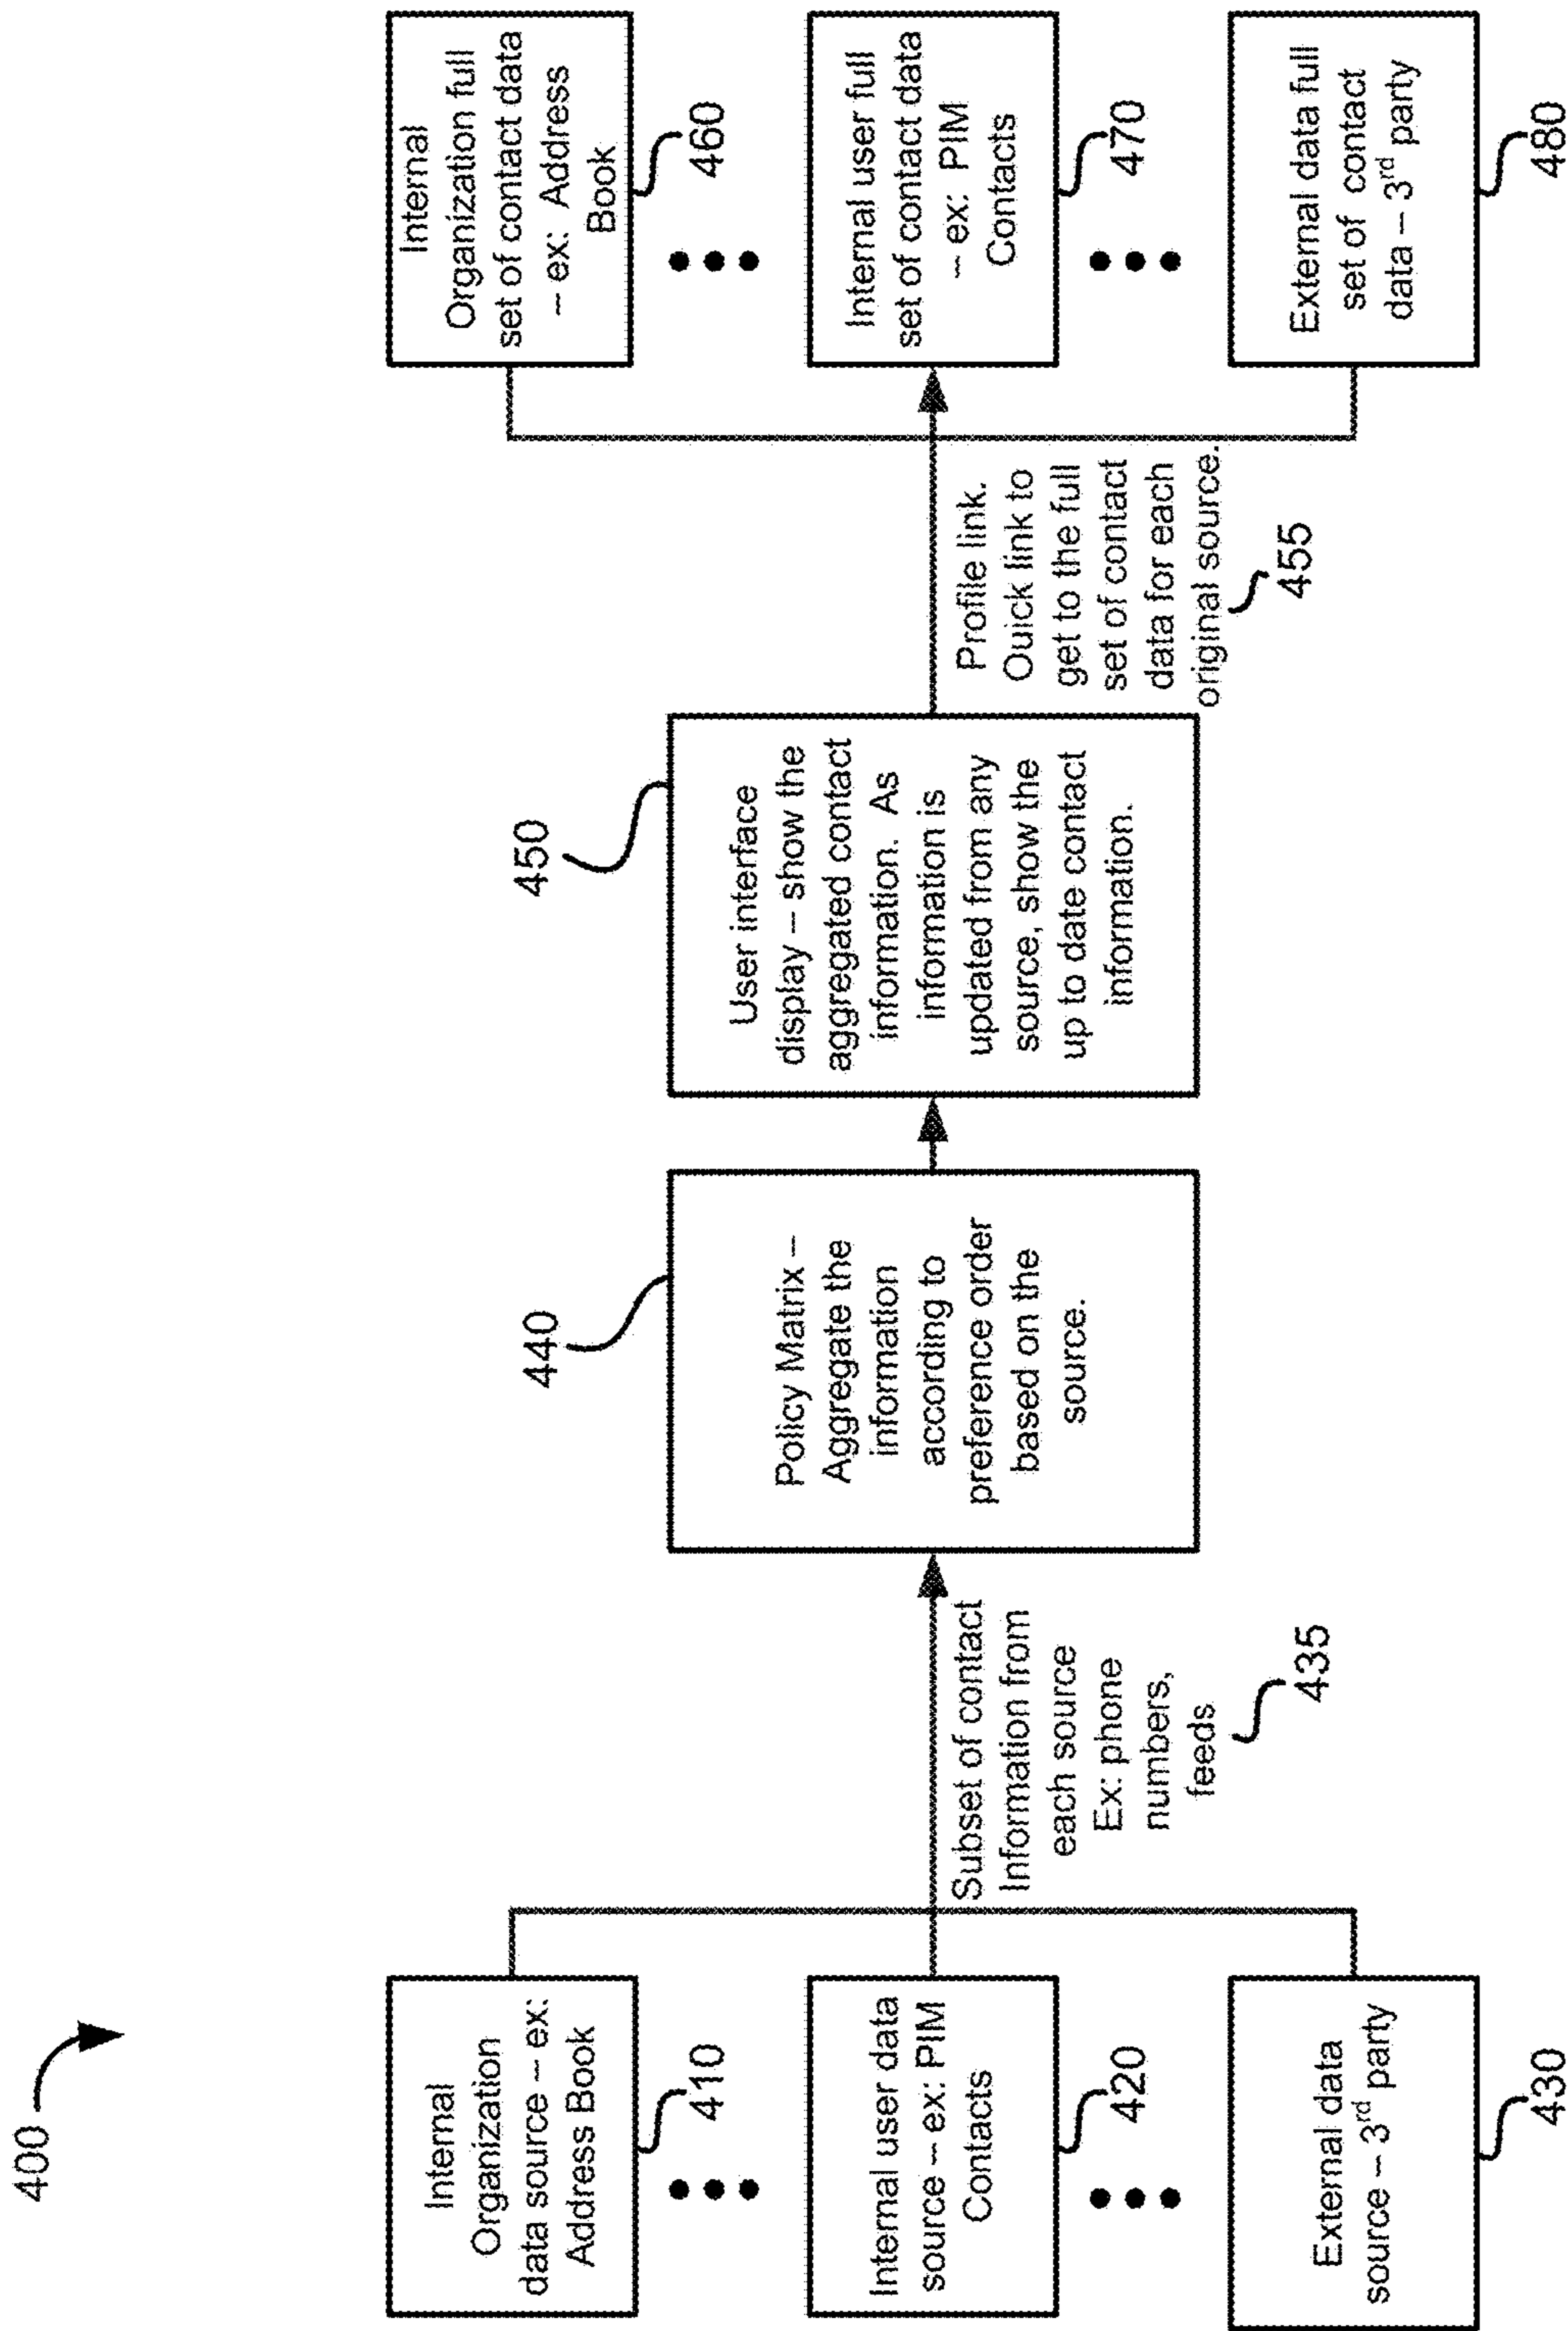 400
Internal
Organization
data source – ex:
Address Book
410
Internal user data
source – ex: PIM
Contacts
420
External data
source – 3rd party
430
Subset of contact
Information from
each source
Ex: phone
numbers,
feeds
435
440
Policy Matrix –
Aggregate the
information
according to
preference order
based on the
source.
450
User interface
display – show the
aggregated contact
information. As
information is
updated from any
source, show the
up to date contact
information.
Profile link.
Quick link to
get to the full
set of contact
data for each
original source.
455
Internal
Organization full
set of contact data
– ex: Address
Book
460
Internal user full
set of contact data
– ex: PIM
Contacts
470
External data full
set of contact
data – 3rd party
480